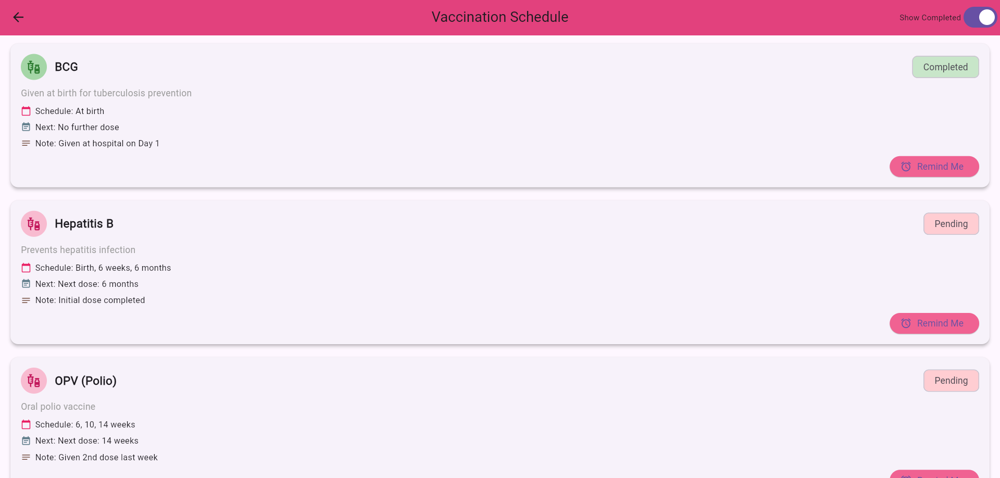 Vaccination Schedule
Show Completed
BCG
Completed
Given at birth for tuberculosis prevention
Schedule: At birth
Next: No further dose
Note: Given at hospital on Day 1
Remind Me
Hepatitis B
Pending
Prevents hepatitis infection
Schedule: Birth, 6 weeks, 6 months
Next: Next dose: 6 months
Note: Initial dose completed
Remind Me
OPV (Polio)
Pending
Oral polio vaccine
Schedule: 6, 10, 14 weeks
Next: Next dose: 14 weeks
Note: Given 2nd dose last week